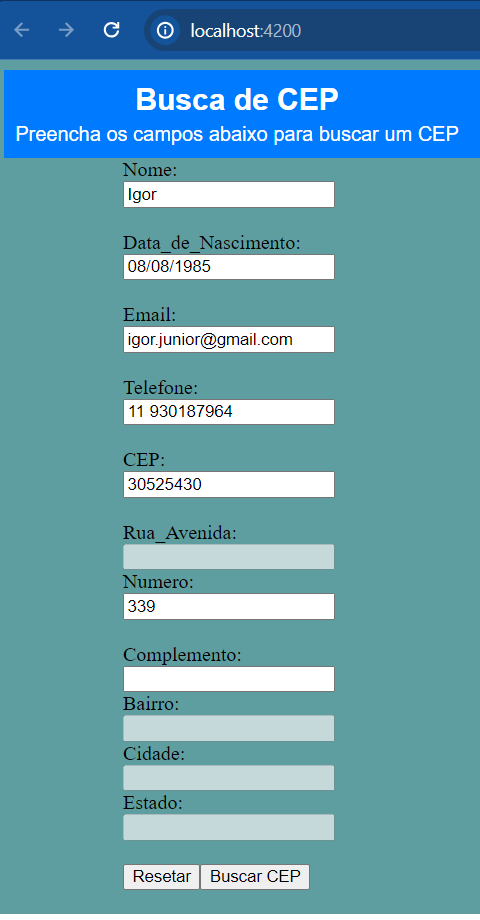 localhost:4200
Busca de CEP
Preencha os campos abaixo para buscar um CEP
Nome:
Igor
Data_de_Nascimento:
08/08/1985
Email:
igor.junior@gmail.com
Telefone:
11 930187964
CEP:
30525430
Rua_Avenida:
Numero:
339
Complemento:
Bairro:
Cidade:
Estado:
Resetar Buscar CEP